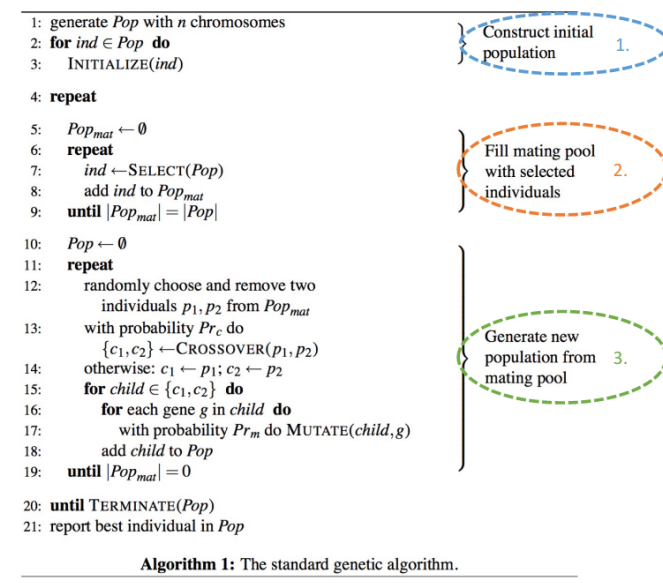 1: generate Pop with n chromosomes
2: for ind ∈ Pop do
3: INITIALIZE(ind)
Construct initial
population
1.
4: repeat
5: Pop_mat ← ∅
6: repeat
7: ind ←SELECT(Pop)
8: add ind to Pop_mat
9: until |Pop_mat| = |Pop|
Fill mating pool
with selected
individuals
2.
10: Pop ← ∅
11: repeat
12: randomly choose and remove two
individuals p₁, p₂ from Pop_mat
13: with probability Pr_c do
{c₁,c₂} ←CROSSOVER(p₁, p₂)
14: otherwise: c₁ ← p₁; c₂ ← p₂
15: for child ∈ {c₁,c₂} do
16: for each gene g in child do
17: with probability Pr_m do MUTATE(child,g)
18: add child to Pop
19: until |Pop_mat| = 0
Generate new
population from
mating pool
3.
20: until TERMINATE(Pop)
21: report best individual in Pop
Algorithm 1: The standard genetic algorithm.